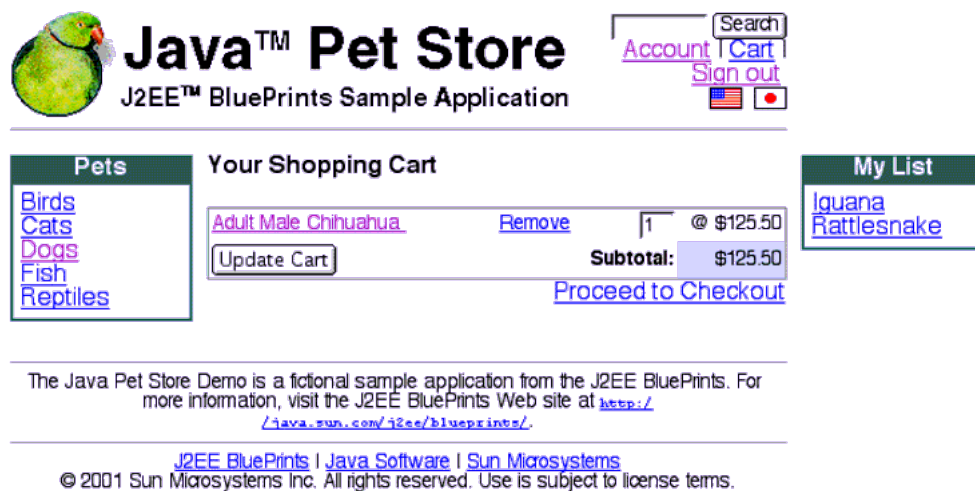 Java™ Pet Store
J2EE™ BluePrints Sample Application
Search
Account | Cart |
Sign out
Pets
Birds
Cats
Dogs
Fish
Reptiles
Your Shopping Cart
Adult Male Chihuahua Remove 1 @ $125.50
Update Cart Subtotal: $125.50
Proceed to Checkout
My List
Iguana
Rattlesnake
The Java Pet Store Demo is a fictional sample application from the J2EE BluePrints. For
more information, visit the J2EE BluePrints Web site at http:/
/java.sun.com/j2ee/blueprints/.
J2EE BluePrints | Java Software | Sun Microsystems
© 2001 Sun Microsystems Inc. All rights reserved. Use is subject to license terms.